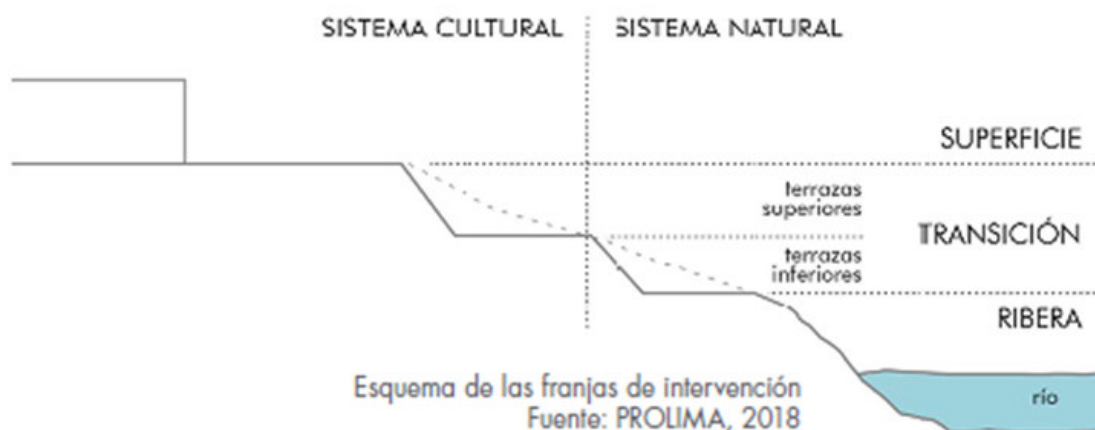 SISTEMA CULTURAL
SISTEMA NATURAL
SUPERFICIE
terrazas
superiores
TRANSICIÓN
terrazas
inferiores
RIBERA
río
Esquema de las franjas de intervención
Fuente: PROLIMA, 2018